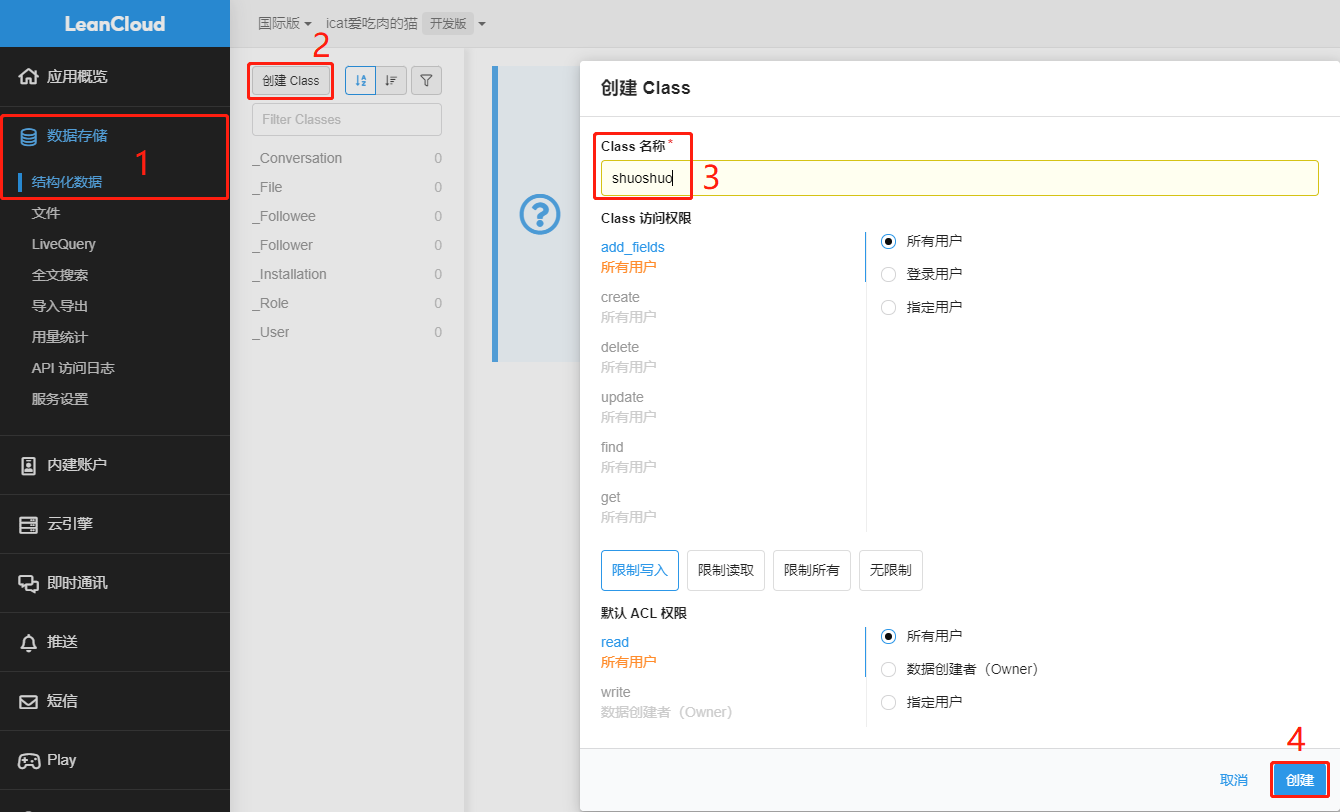 LeanCloud
国际版 icat爱吃肉的猫 开发版
应用概览
数据存储
1
结构化数据
文件
LiveQuery
全文搜索
导入导出
用量统计
API 访问日志
服务设置
内建账户
云引擎
即时通讯
推送
短信
Play
2
创建 Class
Filter Classes
_Conversation 0
_File 0
_Followee 0
_Follower 0
_Installation 0
_Role 0
_User 0
?
创建 Class
Class 名称*
shuoshuo
3
Class 访问权限
add_fields
所有用户
create
所有用户
delete
所有用户
update
所有用户
find
所有用户
get
所有用户
所有用户
登录用户
指定用户
限制写入 限制读取 限制所有 无限制
默认 ACL 权限
read
所有用户
write
数据创建者（Owner）
所有用户
数据创建者（Owner）
指定用户
4
取消 创建